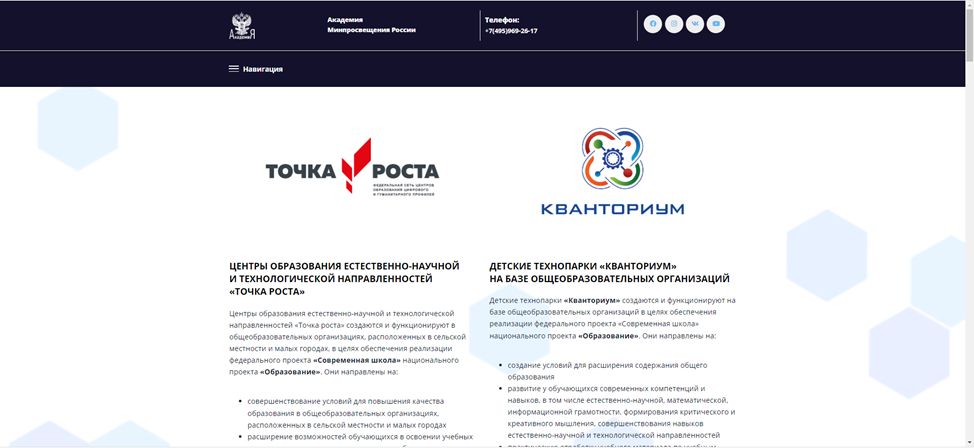 Академия
Академия
Минпросвещения России
Телефон:
+7(495)969-26-17
Навигация
ТОЧКА РОСТА
ФЕДЕРАЛЬНАЯ СЕТЬ ЦЕНТРОВ
ОБРАЗОВАНИЯ ЦИФРОВОГО
И ГУМАНИТАРНОГО ПРОФИЛЕЙ
КВАНТОРИУМ
ЦЕНТРЫ ОБРАЗОВАНИЯ ЕСТЕСТВЕННО-НАУЧНОЙ
И ТЕХНОЛОГИЧЕСКОЙ НАПРАВЛЕННОСТЕЙ
«ТОЧКА РОСТА»
Центры образования естественно-научной и технологической
направленностей «Точка роста» создаются и функционируют в
общеобразовательных организациях, расположенных в сельской
местности и малых городах, в целях обеспечения реализации
федерального проекта «Современная школа» национального
проекта «Образование». Они направлены на:
совершенствование условий для повышения качества
образования в общеобразовательных организациях,
расположенных в сельской местности и малых городах
расширение возможностей обучающихся в освоении учебных
ДЕТСКИЕ ТЕХНОПАРКИ «КВАНТОРИУМ»
НА БАЗЕ ОБЩЕОБРАЗОВАТЕЛЬНЫХ ОРГАНИЗАЦИЙ
Детские технопарки «Кванториум» создаются и функционируют на
базе общеобразовательных организаций в целях обеспечения
реализации федерального проекта «Современная школа»
национального проекта «Образование». Они направлены на:
создание условий для расширения содержания общего
образования
развитие у обучающихся современных компетенций и
навыков, в том числе естественно-научной, математической,
информационной грамотности, формирования критического и
креативного мышления, совершенствования навыков
естественно-научной и технологической направленностей